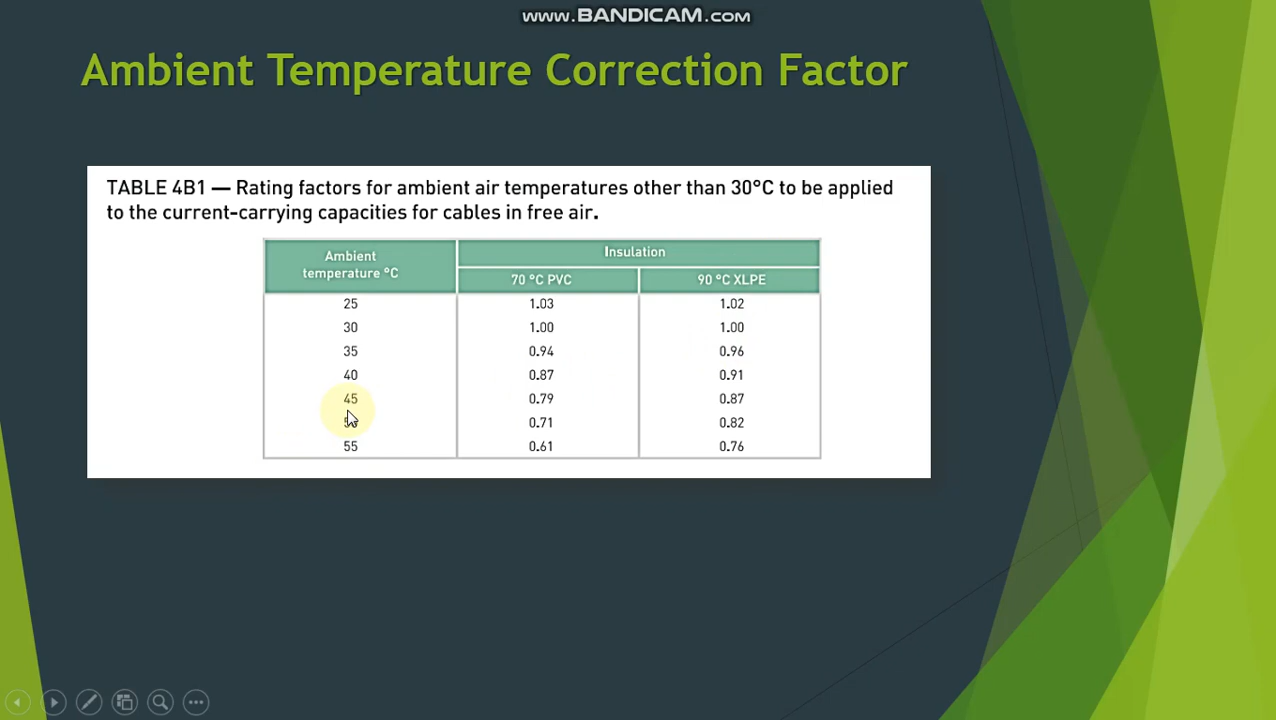 www.BANDICAM.com
Ambient Temperature Correction Factor
TABLE 4B1 — Rating factors for ambient air temperatures other than 30°C to be applied
to the current-carrying capacities for cables in free air.
Ambient temperature °C Insulation
70 °C PVC 90 °C XLPE
25 1.03 1.02
30 1.00 1.00
35 0.94 0.96
40 0.87 0.91
45 0.79 0.87
0.71 0.82
55 0.61 0.76